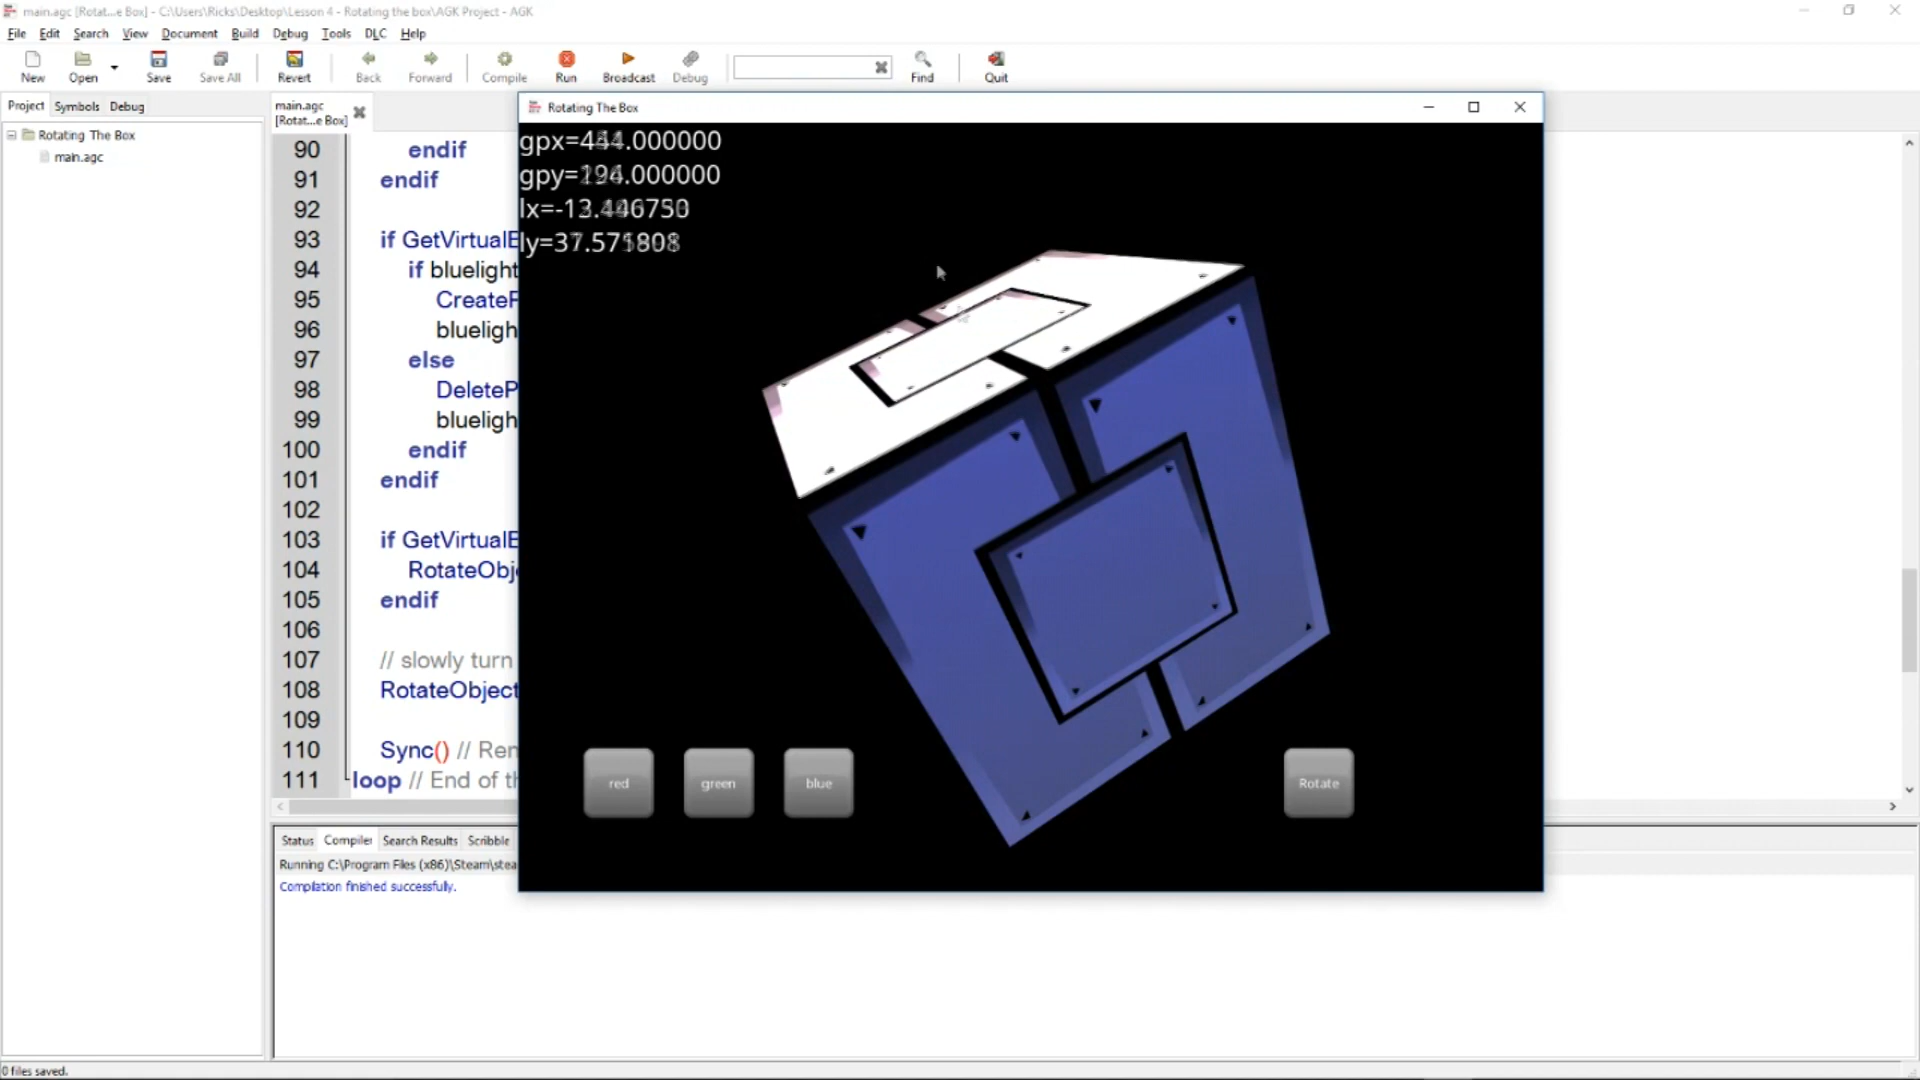 main.agc [Rotat...e Box] - C:\Users\Ricks\Desktop\Lesson 4 - Rotating the box\AGK Project - AGK
File Edit Search View Document Build Debug Tools DLC Help
New Open Save Save All Revert Back Forward Compile Run Broadcast Debug Find Quit
Project Symbols Debug
main.agc
[Rotat...e Box]
Rotating The Box
main.agc
90 endif
91 endif
92
93 if GetVirtualB
94 if bluelight
95 CreateP
96 blueligh
97 else
98 DeleteP
99 blueligh
100 endif
101 endif
102
103 if GetVirtualB
104 RotateObj
105 endif
106
107 // slowly turn
108 RotateObject
109
110 Sync() // Ren
111 loop // End of th
Rotating The Box
red green blue Rotate
Status Compiler Search Results Scribble
Running C:\Program Files (x86)\Steam\stea
Compilation finished successfully.
0 files saved.